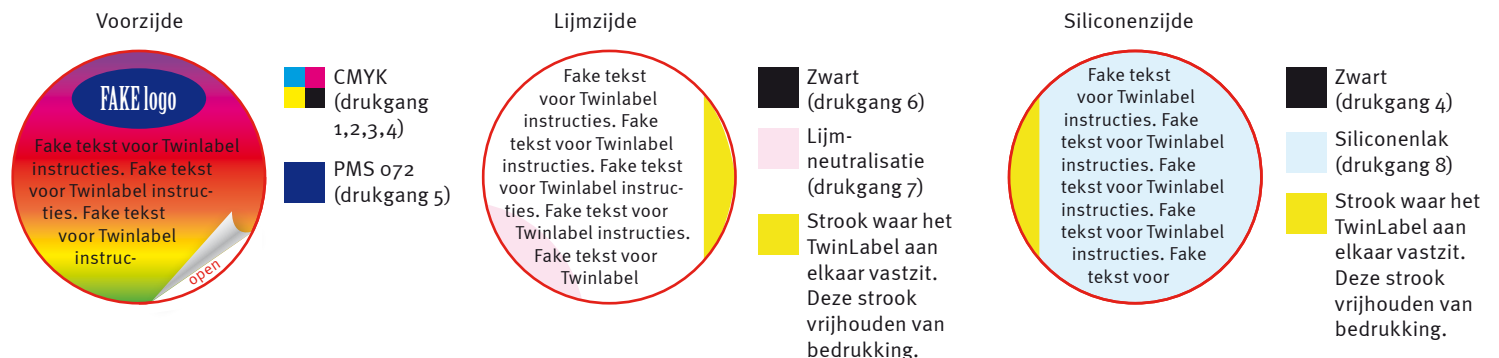 Voorzijde
FAKE logo
Fake tekst voor Twinlabel
instructies. Fake tekst
voor Twinlabel instruc-
ties. Fake tekst
voor Twinlabel
instruc-
open
CMYK
(drukgang
1,2,3,4)
PMS 072
(drukgang 5)
Lijmzijde
Fake tekst
voor Twinlabel
instructies. Fake
tekst voor Twinlabel
instructies. Fake tekst
voor Twinlabel instruc-
ties. Fake tekst voor
Twinlabel instructies.
Fake tekst voor
Twinlabel
Zwart
(drukgang 6)
Lijm-
neutralisatie
(drukgang 7)
Strook waar het
TwinLabel aan
elkaar vastzit.
Deze strook
vrijhouden van
bedrukking.
Siliconenzijde
Fake tekst
voor Twinlabel
instructies. Fake
tekst voor Twinlabel
instructies. Fake
tekst voor Twinlabel
instructies. Fake
tekst voor Twinlabel
instructies. Fake
tekst voor
Zwart
(drukgang 4)
Siliconenlak
(drukgang 8)
Strook waar het
TwinLabel aan
elkaar vastzit.
Deze strook
vrijhouden van
bedrukking.